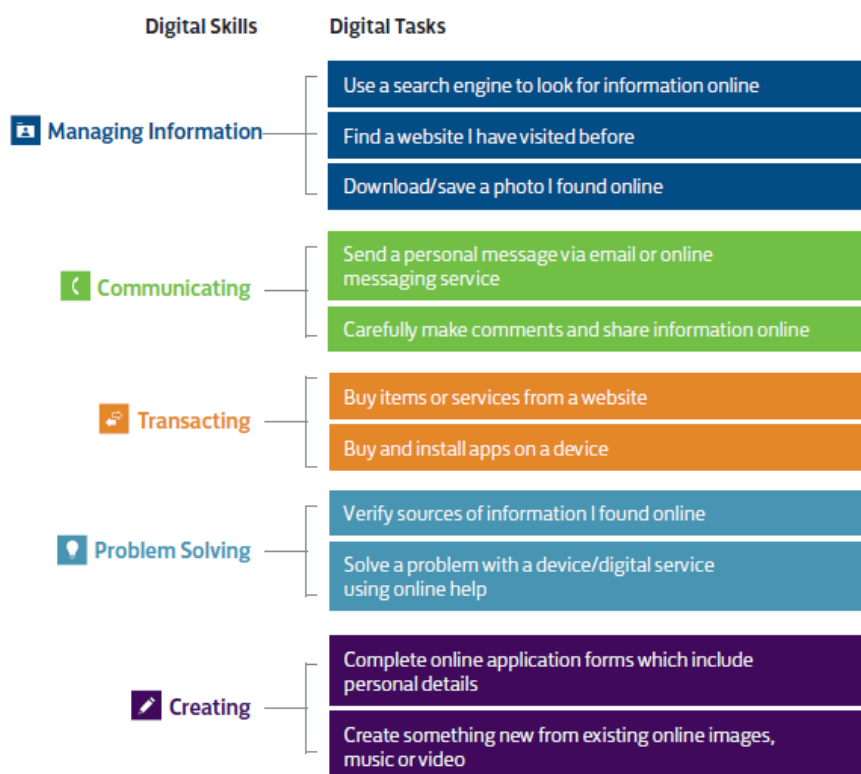 Digital Skills
Digital Tasks
Managing Information
Use a search engine to look for information online
Find a website I have visited before
Download/save a photo I found online
Communicating
Send a personal message via email or online
messaging service
Carefully make comments and share information online
Transacting
Buy items or services from a website
Buy and install apps on a device
Problem Solving
Verify sources of information I found online
Solve a problem with a device/digital service
using online help
Creating
Complete online application forms which include
personal details
Create something new from existing online images,
music or video